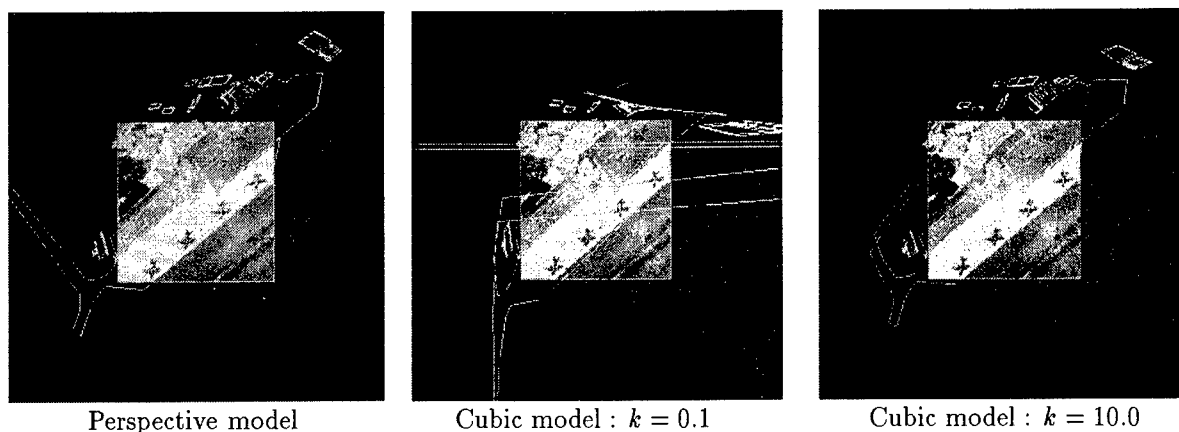 Perspective model
Cubic model : k = 0.1
Cubic model : k = 10.0